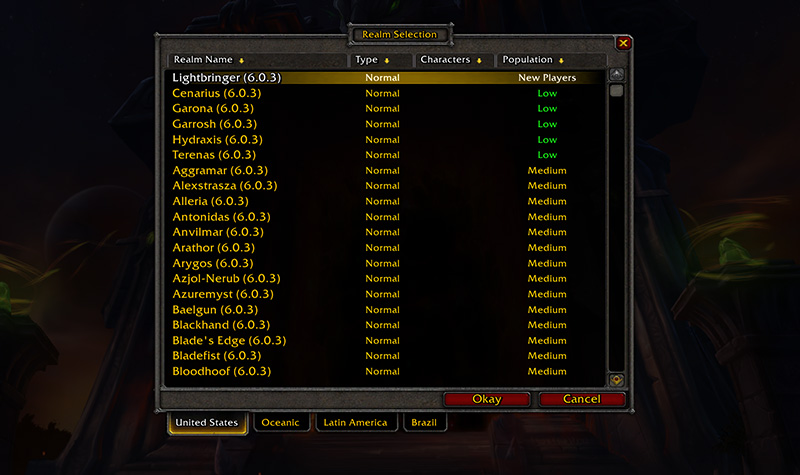 Realm Selection
Realm Name Type Characters Population
Lightbringer (6.0.3) Normal New Players
Cenarius (6.0.3) Normal Low
Garona (6.0.3) Normal Low
Garrosh (6.0.3) Normal Low
Hydraxis (6.0.3) Normal Low
Terenas (6.0.3) Normal Low
Aggramar (6.0.3) Normal Medium
Alexstrasza (6.0.3) Normal Medium
Alleria (6.0.3) Normal Medium
Antonidas (6.0.3) Normal Medium
Anvilmar (6.0.3) Normal Medium
Arathor (6.0.3) Normal Medium
Arygos (6.0.3) Normal Medium
Azjol-Nerub (6.0.3) Normal Medium
Azuremyst (6.0.3) Normal Medium
Baelgun (6.0.3) Normal Medium
Blackhand (6.0.3) Normal Medium
Blade's Edge (6.0.3) Normal Medium
Bladefist (6.0.3) Normal Medium
Bloodhoof (6.0.3) Normal Medium
Okay Cancel
United States Oceanic Latin America Brazil